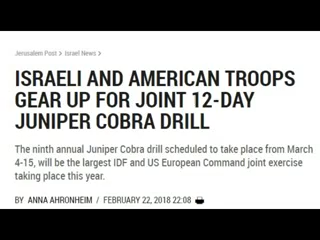 Jerusalem Post > Israel News >
ISRAELI AND AMERICAN TROOPS
GEAR UP FOR JOINT 12-DAY
JUNIPER COBRA DRILL
The ninth annual Juniper Cobra drill scheduled to take place from March
4-15, will be the largest IDF and US European Command joint exercise
taking place this year.
BY ANNA AHRONHEIM / FEBRUARY 22, 2018 22:08